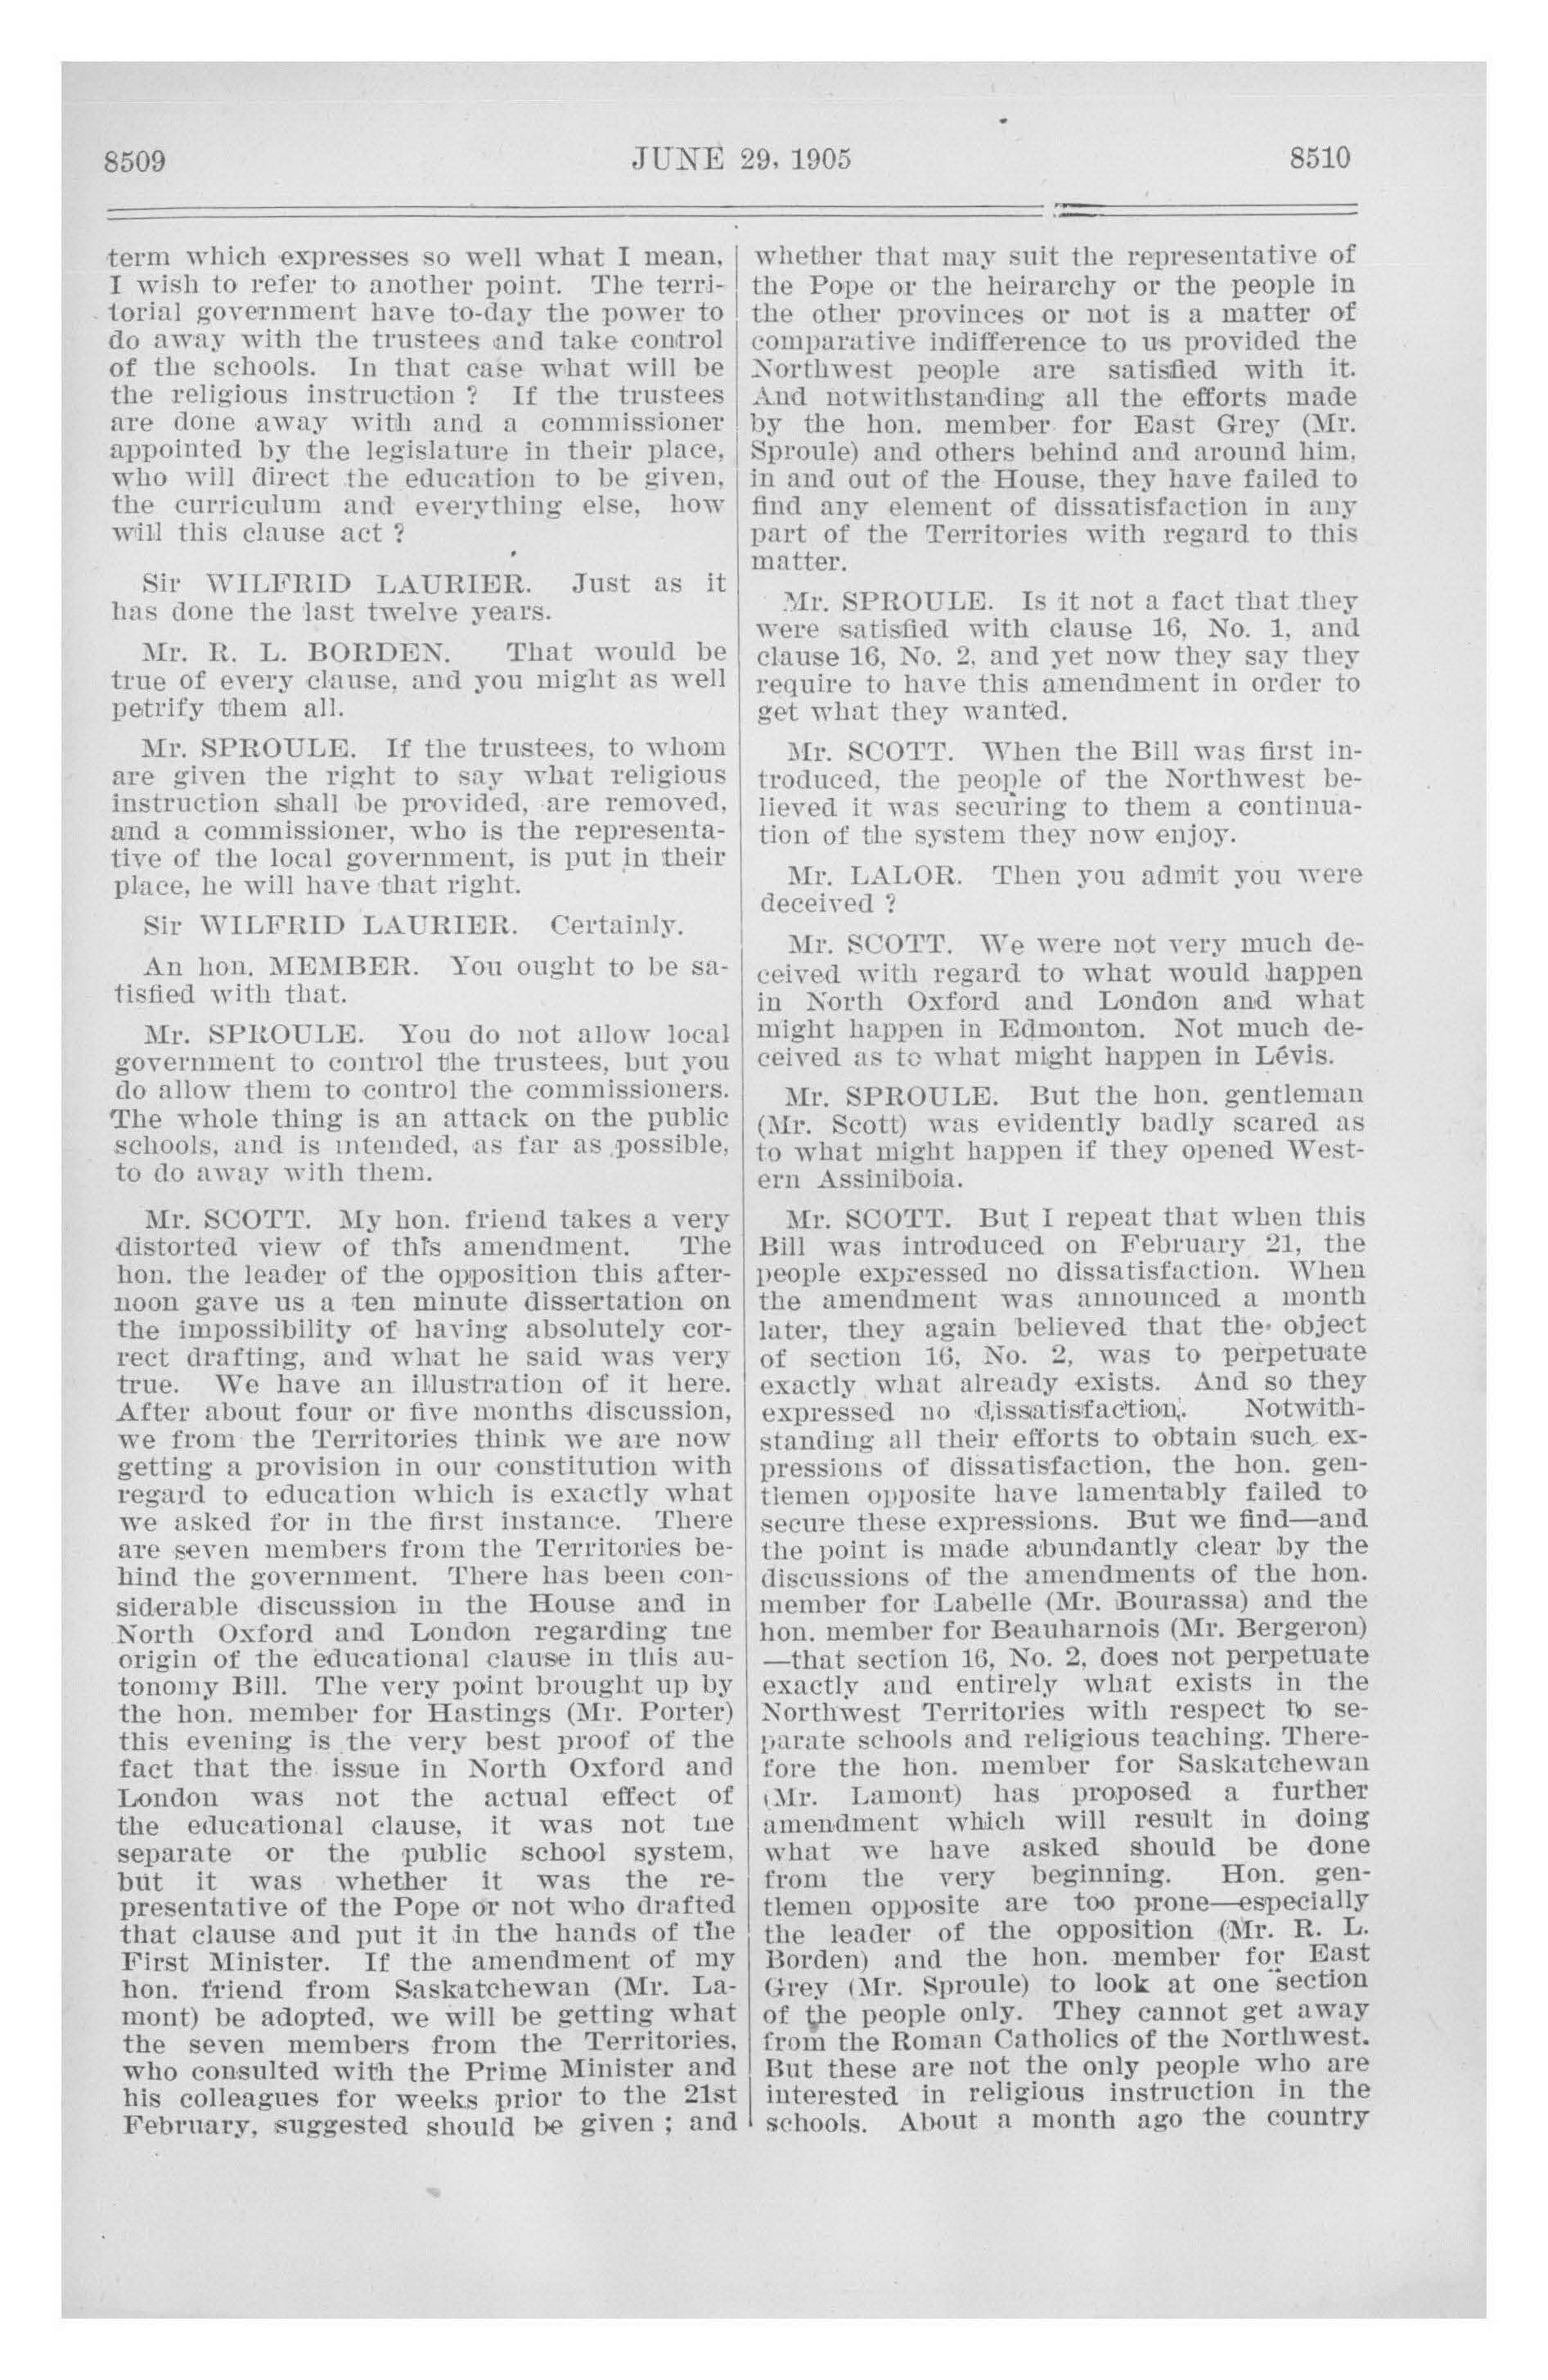 8509
JUNE 29, 1905
8510
term which expresses so well what I mean,
I wish to refer to another point. The terri-
torial government have to-day the power to
do away with the trustees and take control
of the schools. In that case what will be
the religious instruction ? If the trustees
are done away with and a commissioner
appointed by the legislature in their place,
who will direct the education to be given,
the curriculum and everything else, how
will this clause act ?
Sir WILFRID LAURIER. Just as it
has done the last twelve years.
Mr. R. L. BORDEN. That would be
true of every clause, and you might as well
petrify them all.
Mr. SPROULE. If the trustees, to whom
are given the right to say what religious
instruction shall be provided, are removed,
and a commissioner, who is the representa-
tive of the local government, is put in their
place, he will have that right.
Sir WILFRID LAURIER. Certainly.
An hon. MEMBER. You ought to be sa-
tisfied with that.
Mr. SPROULE. You do not allow local
government to control the trustees, but you
do allow them to control the commissioners.
The whole thing is an attack on the public
schools, and is intended, as far as possible,
to do away with them.
Mr. SCOTT. My hon. friend takes a very
distorted view of this amendment. The
hon. the leader of the opposition this after-
noon gave us a ten minute dissertation on
the impossibility of having absolutely cor-
rect drafting, and what he said was very
true. We have an illustration of it here.
After about four or five months discussion,
we from the Territories think we are now
getting a provision in our constitution with
regard to education which is exactly what
we asked for in the first instance. There
are seven members from the Territories be-
hind the government. There has been con-
siderable discussion in the House and in
North Oxford and London regarding the
origin of the educational clause in this au-
tonomy Bill. The very point brought up by
the hon. member for Hastings (Mr. Porter)
this evening is the very best proof of the
fact that the issue in North Oxford and
London was not the actual effect of
the educational clause, it was not the
separate or the public school system,
but it was whether it was the re-
presentative of the Pope or not who drafted
that clause and put it in the hands of the
First Minister. If the amendment of my
hon. friend from Saskatchewan (Mr. La-
mont) be adopted, we will be getting what
the seven members from the Territories,
who consulted with the Prime Minister and
his colleagues for weeks prior to the 21st
February, suggested should be given ; and
whether that may suit the representative of
the Pope or the heirarchy or the people in
the other provinces or not is a matter of
comparative indifference to us provided the
Northwest people are satisfied with it.
And notwithstanding all the efforts made
by the hon. member for East Grey (Mr.
Sproule) and others behind and around him,
in and out of the House, they have failed to
find any element of dissatisfaction in any
part of the Territories with regard to this
matter.
Mr. SPROULE. Is it not a fact that they
were satisfied with clause 16, No. 1, and
clause 16, No. 2, and yet now they say they
require to have this amendment in order to
get what they wanted.
Mr. SCOTT. When the Bill was first in-
troduced, the people of the Northwest be-
lieved it was securing to them a continua-
tion of the system they now enjoy.
Mr. LALOR. Then you admit you were
deceived ?
Mr. SCOTT. We were not very much de-
ceived with regard to what would happen
in North Oxford and London and what
might happen in Edmonton. Not much de-
ceived as to what might happen in Lévis.
Mr. SPROULE. But the hon. gentleman
(Mr. Scott) was evidently badly scared as
to what might happen if they opened West-
ern Assiniboia.
Mr. SCOTT. But I repeat that when this
Bill was introduced on February 21, the
people expressed no dissatisfaction. When
the amendment was announced a month
later, they again believed that the object
of section 16, No. 2, was to perpetuate
exactly what already exists. And so they
expressed no dissatisfaction. Notwith-
standing all their efforts to obtain such ex-
pressions of dissatisfaction, the hon. gen-
tlemen opposite have lamentably failed to
secure these expressions. But we find—and
the point is made abundantly clear by the
discussions of the amendments of the hon.
member for Labelle (Mr. Bourassa) and the
hon. member for Beauharnois (Mr. Bergeron)
—that section 16, No. 2, does not perpetuate
exactly and entirely what exists in the
Northwest Territories with respect to se-
parate schools and religious teaching. There-
fore the hon. member for Saskatchewan
(Mr. Lamont) has proposed a further
amendment which will result in doing
what we have asked should be done
from the very beginning. Hon. gen-
tlemen opposite are too prone—especially
the leader of the opposition (Mr. R. L.
Borden) and the hon. member for East
Grey (Mr. Sproule) to look at one section
of the people only. They cannot get away
from the Roman Catholics of the Northwest.
But these are not the only people who are
interested in religious instruction in the
schools. About a month ago the country